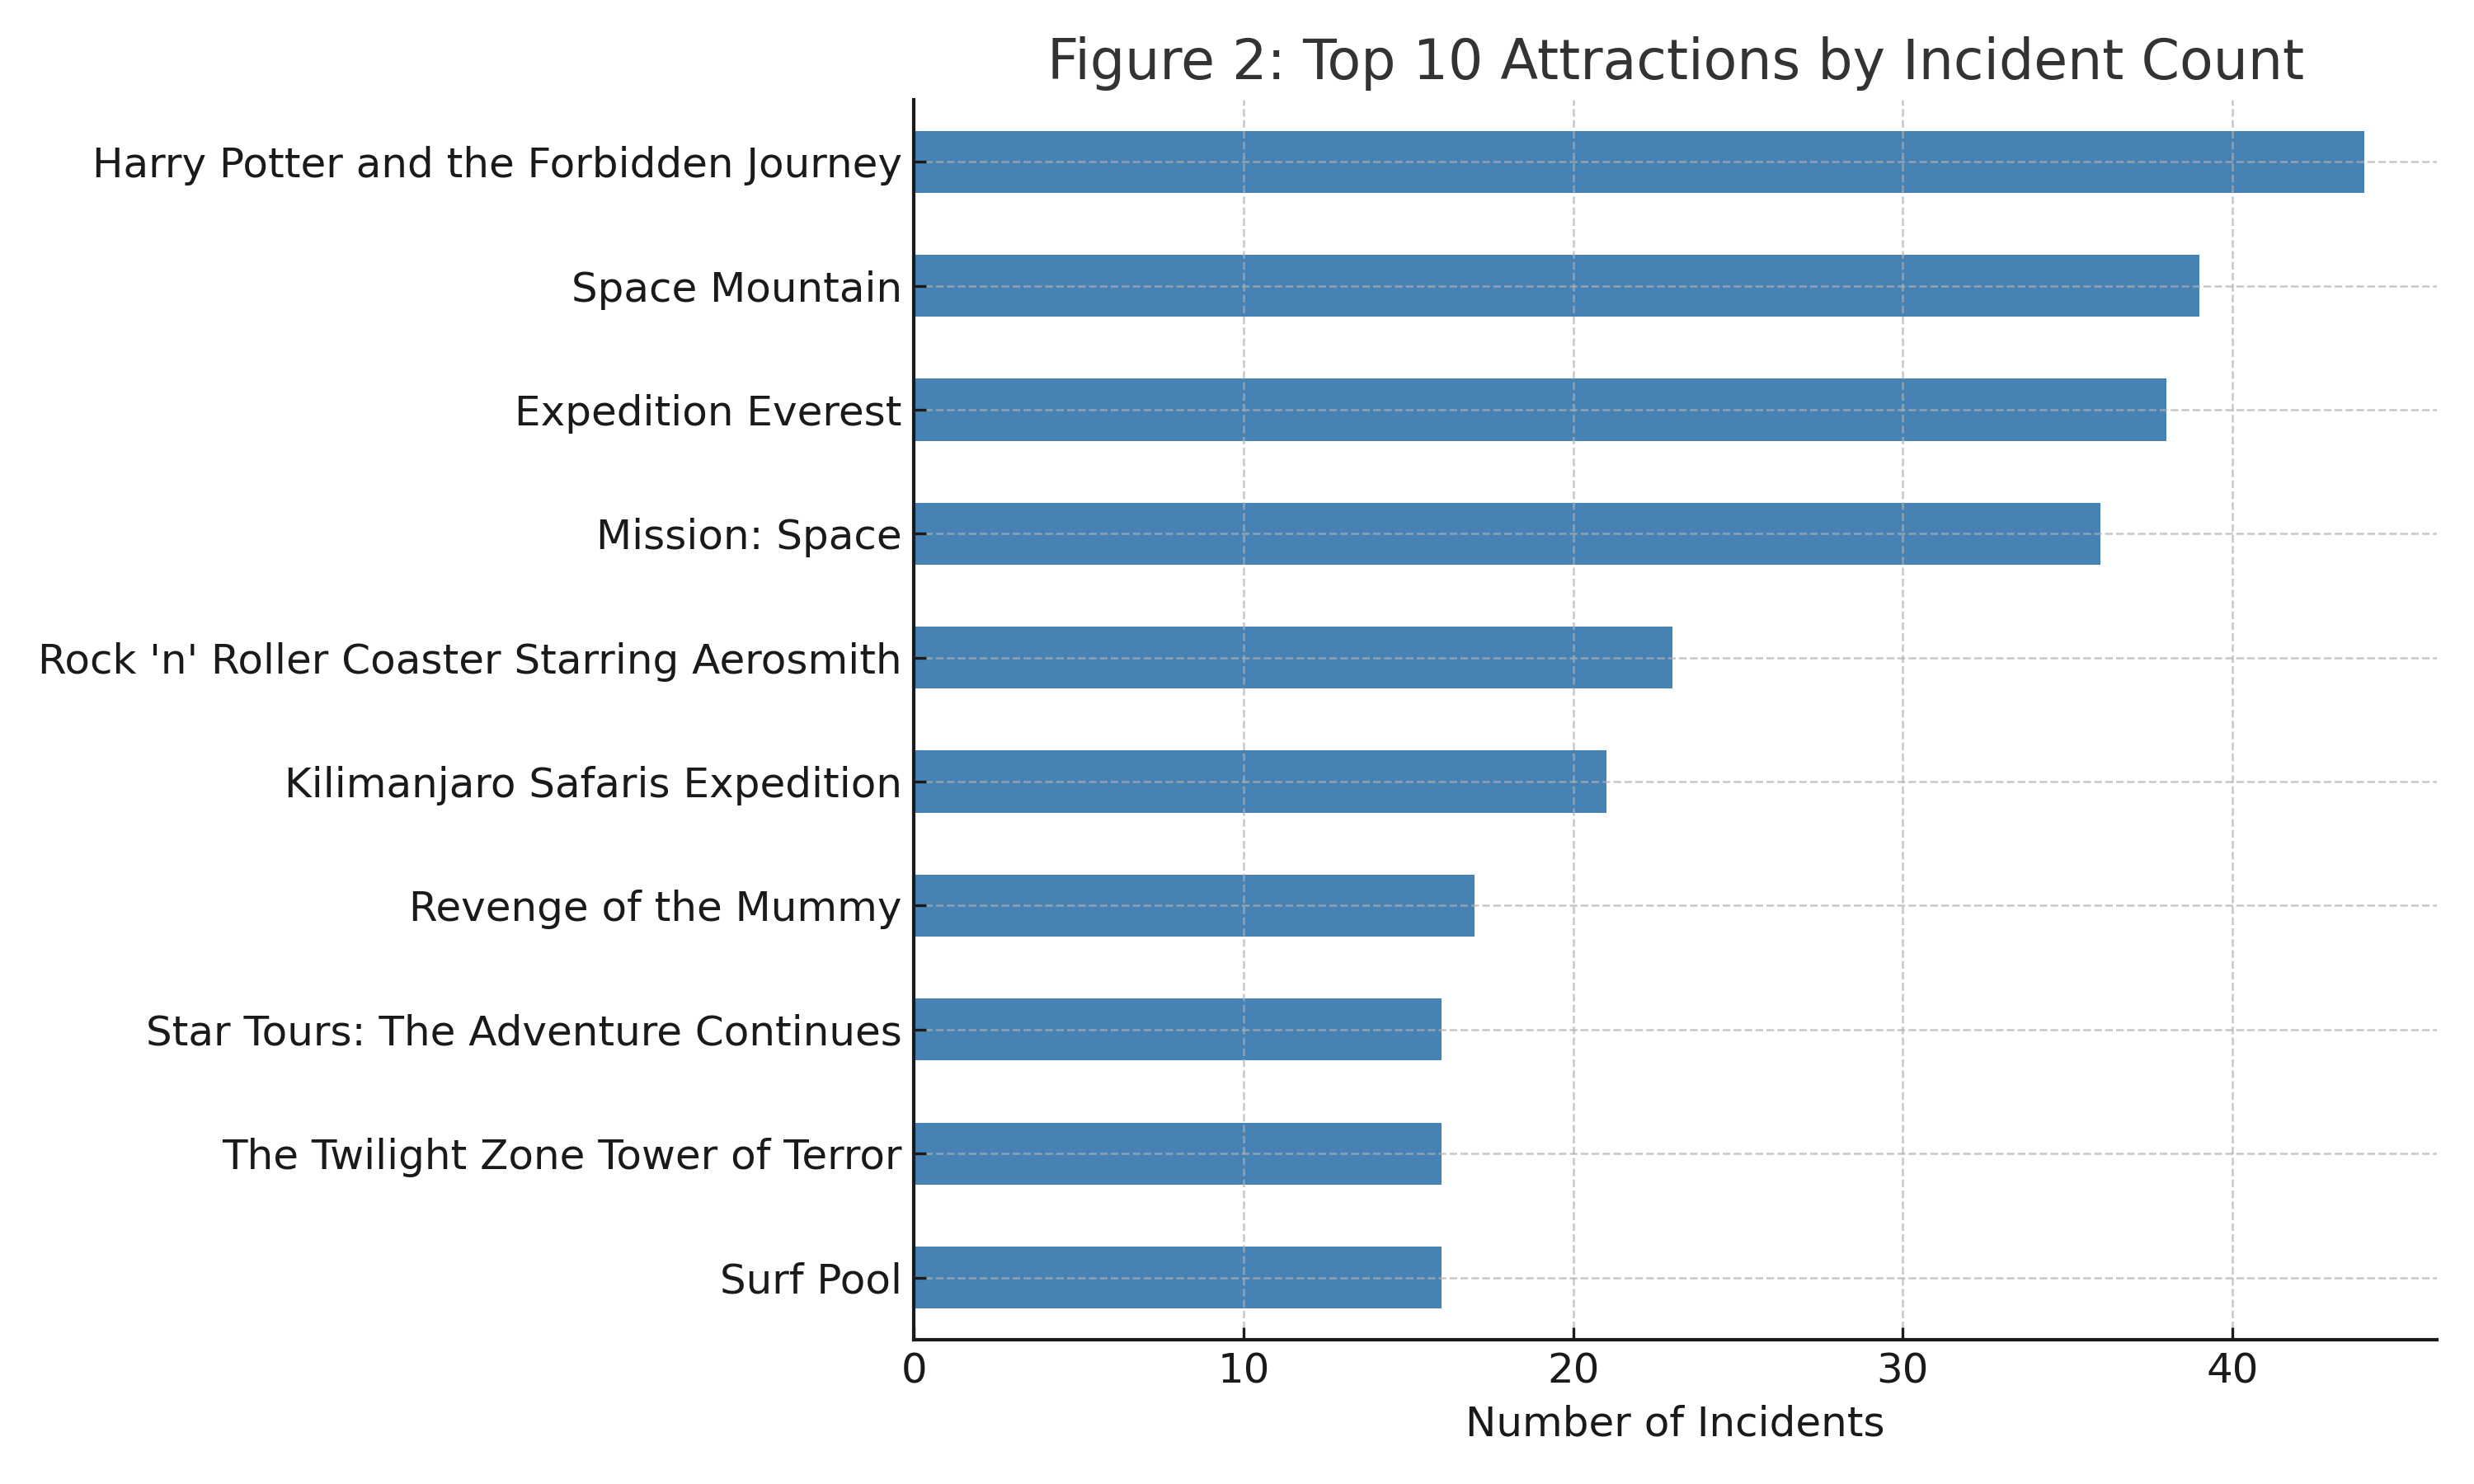 Figure 2: Top 10 Attractions by Incident Count
Harry Potter and the Forbidden Journey
Space Mountain
Expedition Everest
Mission: Space
Rock 'n' Roller Coaster Starring Aerosmith
Kilimanjaro Safaris Expedition
Revenge of the Mummy
Star Tours: The Adventure Continues
The Twilight Zone Tower of Terror
Surf Pool
0 10 20 30 40
Number of Incidents